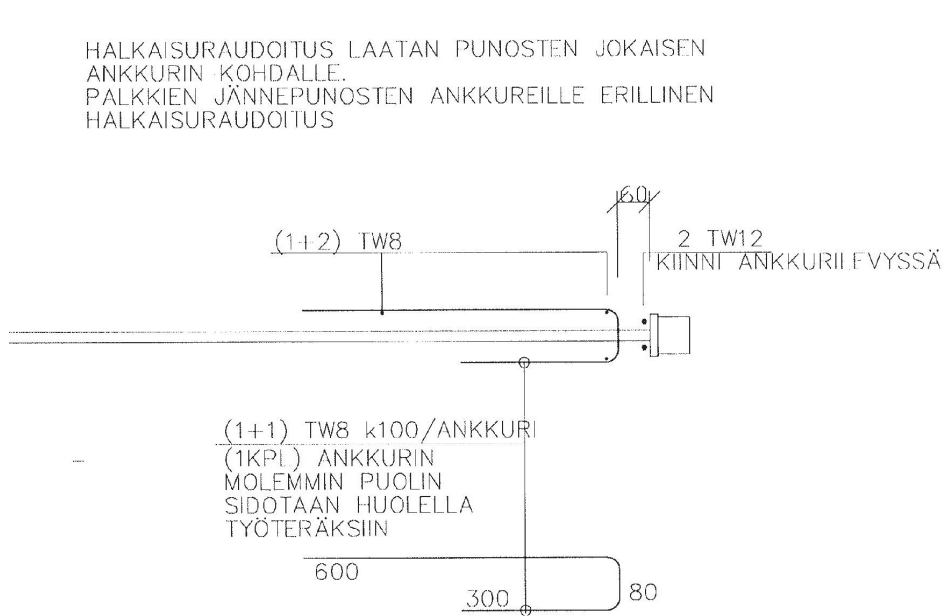 HALKAISURAUDOITUS LAATAN PUNOSTEN JOKAISEN
ANKKURIN KOHDALLE.
PALKKIEN JÄNNEPUNOSTEN ANKKUREILLE ERILLINEN
HALKAISURAUDOITUS
60
(1+2) TW8
2 TW12
KIINNI ANKKURILEVYSSÄ
(1+1) TW8 k100/ANKKURI
(1KPL) ANKKURIN
MOLEMMIN PUOLIN
SIDOTAAN HUOLELLA
TYÖTERÄKSIIN
600
80
300